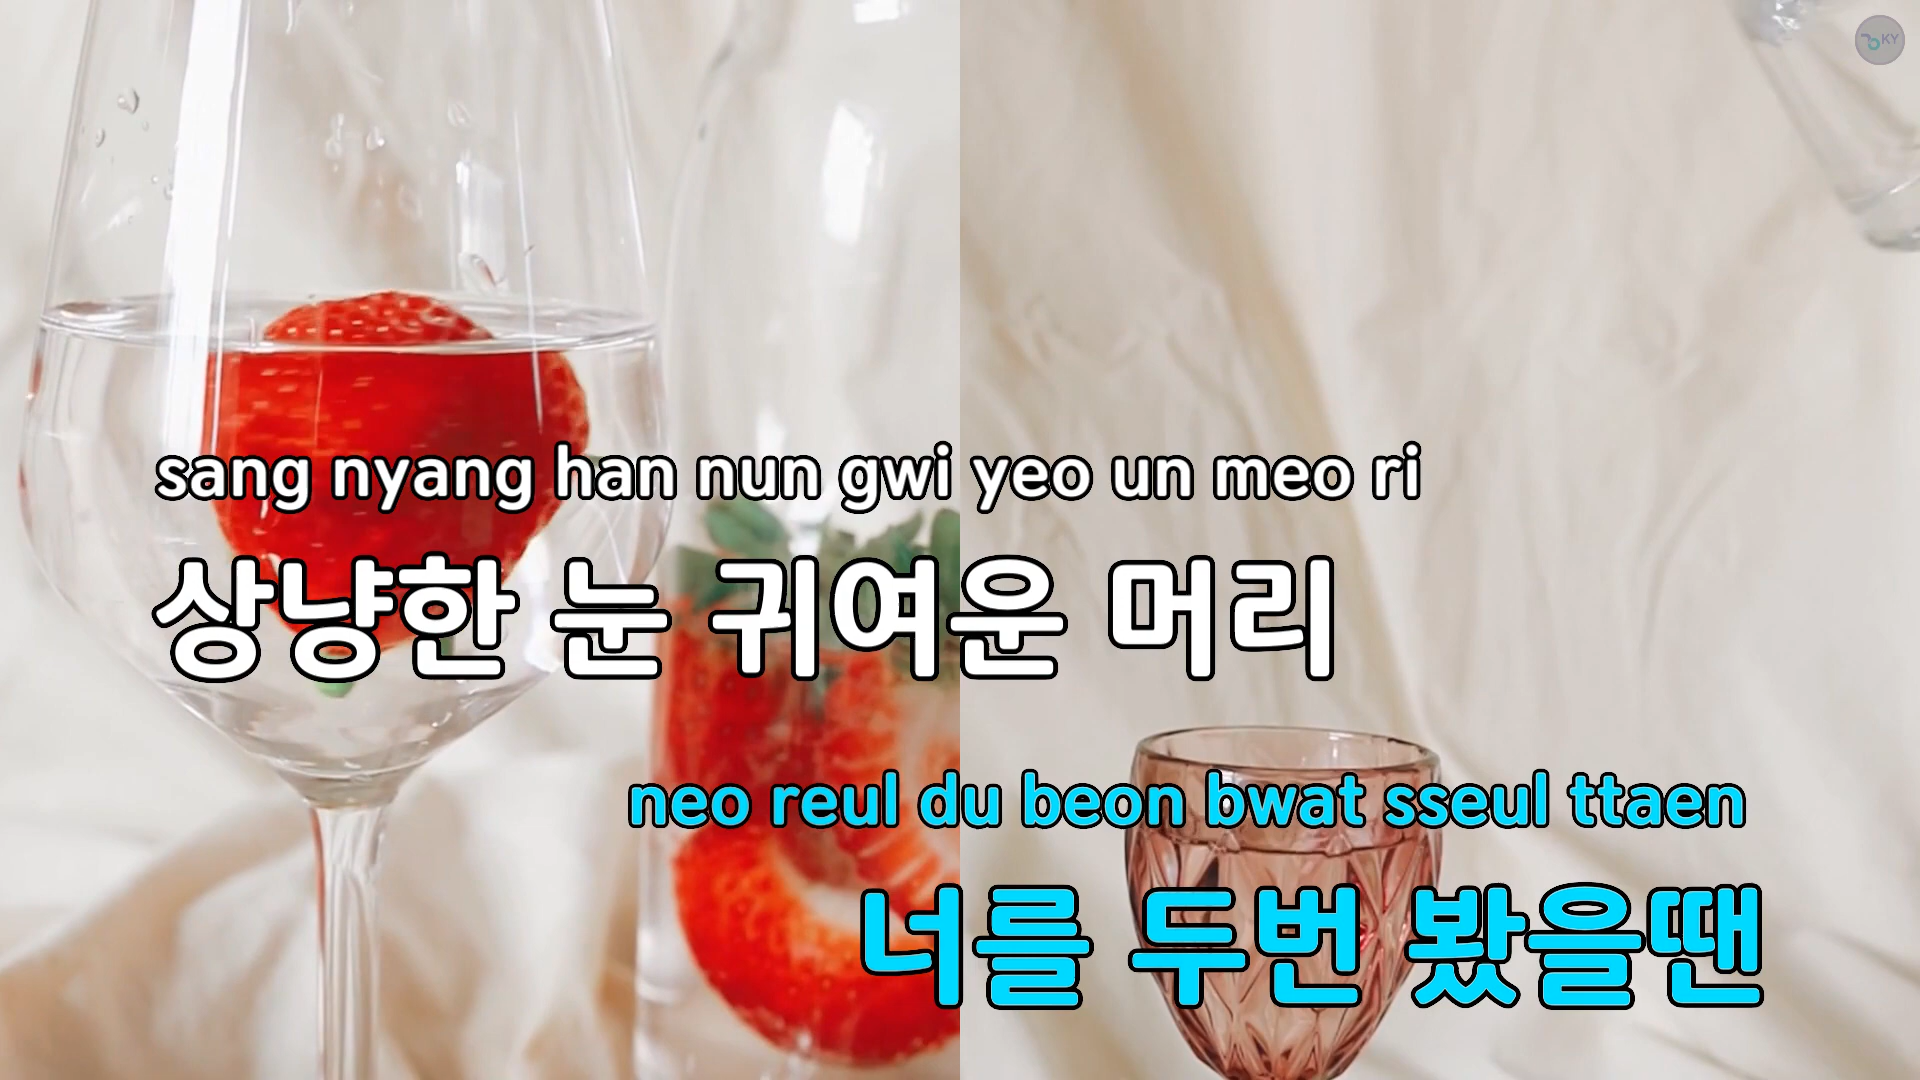 KY
sang nyang han nun gwi yeo un meo ri
상냥한 눈 귀여운 머리
neo reul du beon bwat sseul ttaen
너를 두번 봤을땐